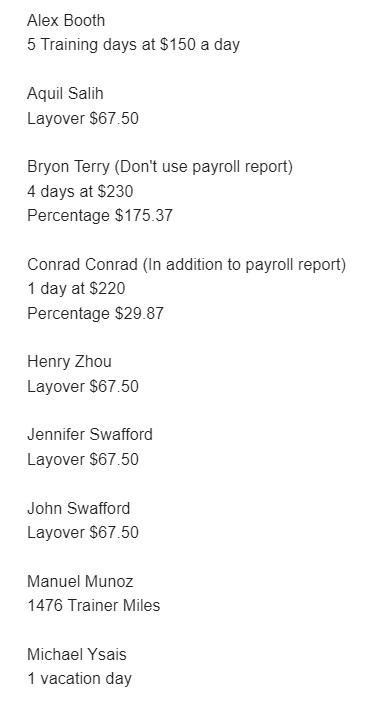 Alex Booth
5 Training days at $150 a day
Aquil Salih
Layover $67.50
Bryon Terry (Don't use payroll report)
4 days at $230
Percentage $175.37
Conrad Conrad (In addition to payroll report)
1 day at $220
Percentage $29.87
Henry Zhou
Layover $67.50
Jennifer Swafford
Layover $67.50
John Swafford
Layover $67.50
Manuel Munoz
1476 Trainer Miles
Michael Ysais
1 vacation day